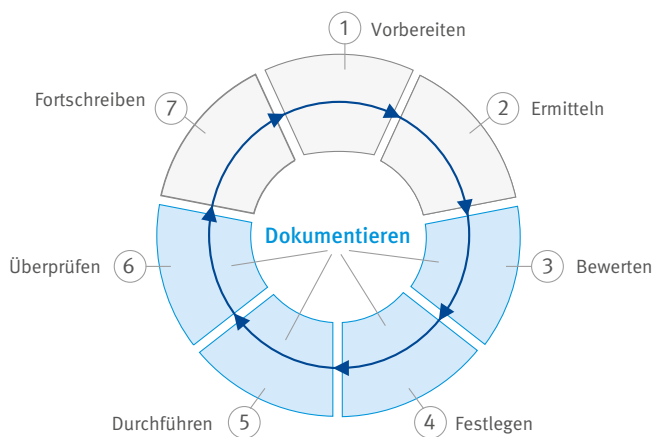 1 Vorbereiten
2 Ermitteln
3 Bewerten
4 Festlegen
5 Durchführen
6 Überprüfen
7 Fortschreiben
Dokumentieren